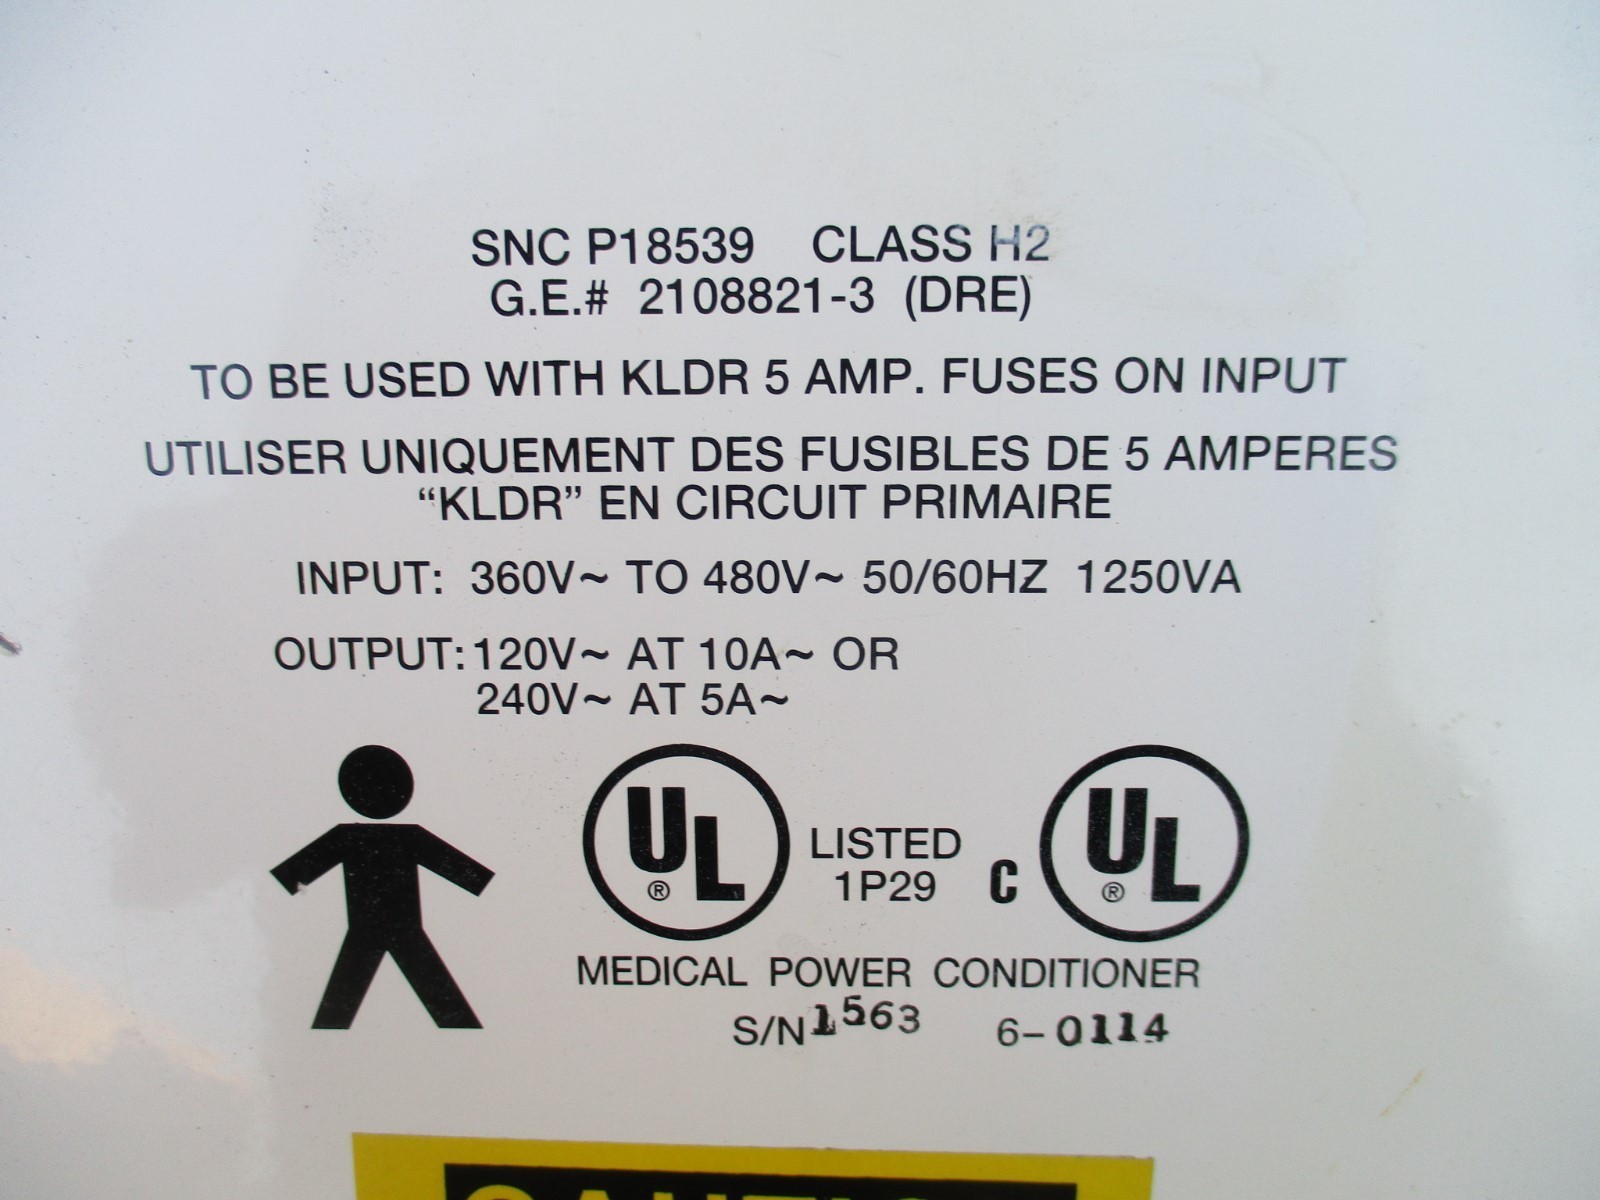 SNC P18539 CLASS H2
G.E.# 2108821-3 (DRE)
TO BE USED WITH KLDR 5 AMP. FUSES ON INPUT
UTILISER UNIQUEMENT DES FUSIBLES DE 5 AMPERES
“KLDR” EN CIRCUIT PRIMAIRE
INPUT: 360V~ TO 480V~ 50/60HZ 1250VA
OUTPUT: 120V~ AT 10A~ OR
240V~ AT 5A~
UL ® LISTED 1P29 C UL ®
MEDICAL POWER CONDITIONER
S/N 1563 6-0114